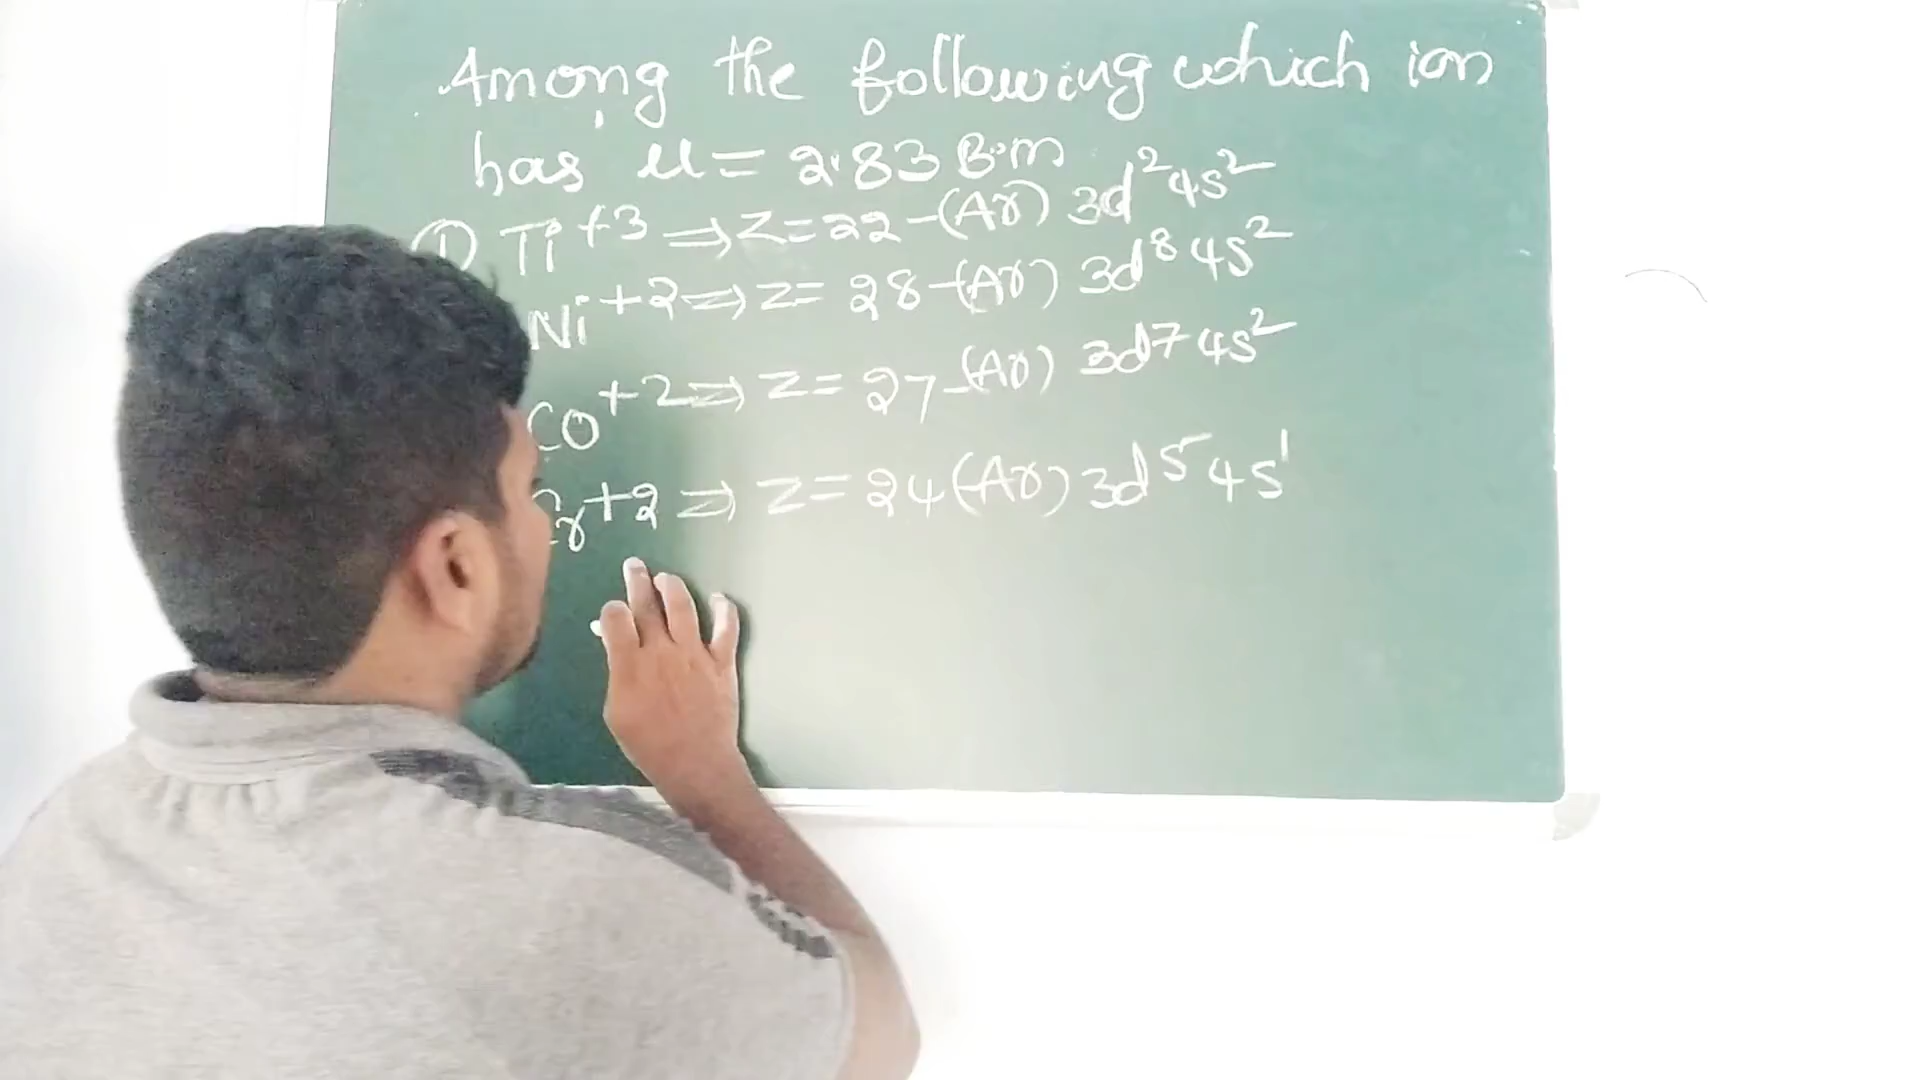 Among the following which ion
has μ = 2.83 B.m
① Ti +3 ⇒ Z = 22 - (Ar) 3d² 4s²
Ni +2 ⇒ Z = 28 - (Ar) 3d⁸ 4s²
CO +2 ⇒ Z = 27 - (Ar) 3d⁷ 4s²
Cr +2 ⇒ Z = 24 (Ar) 3d⁵ 4s¹